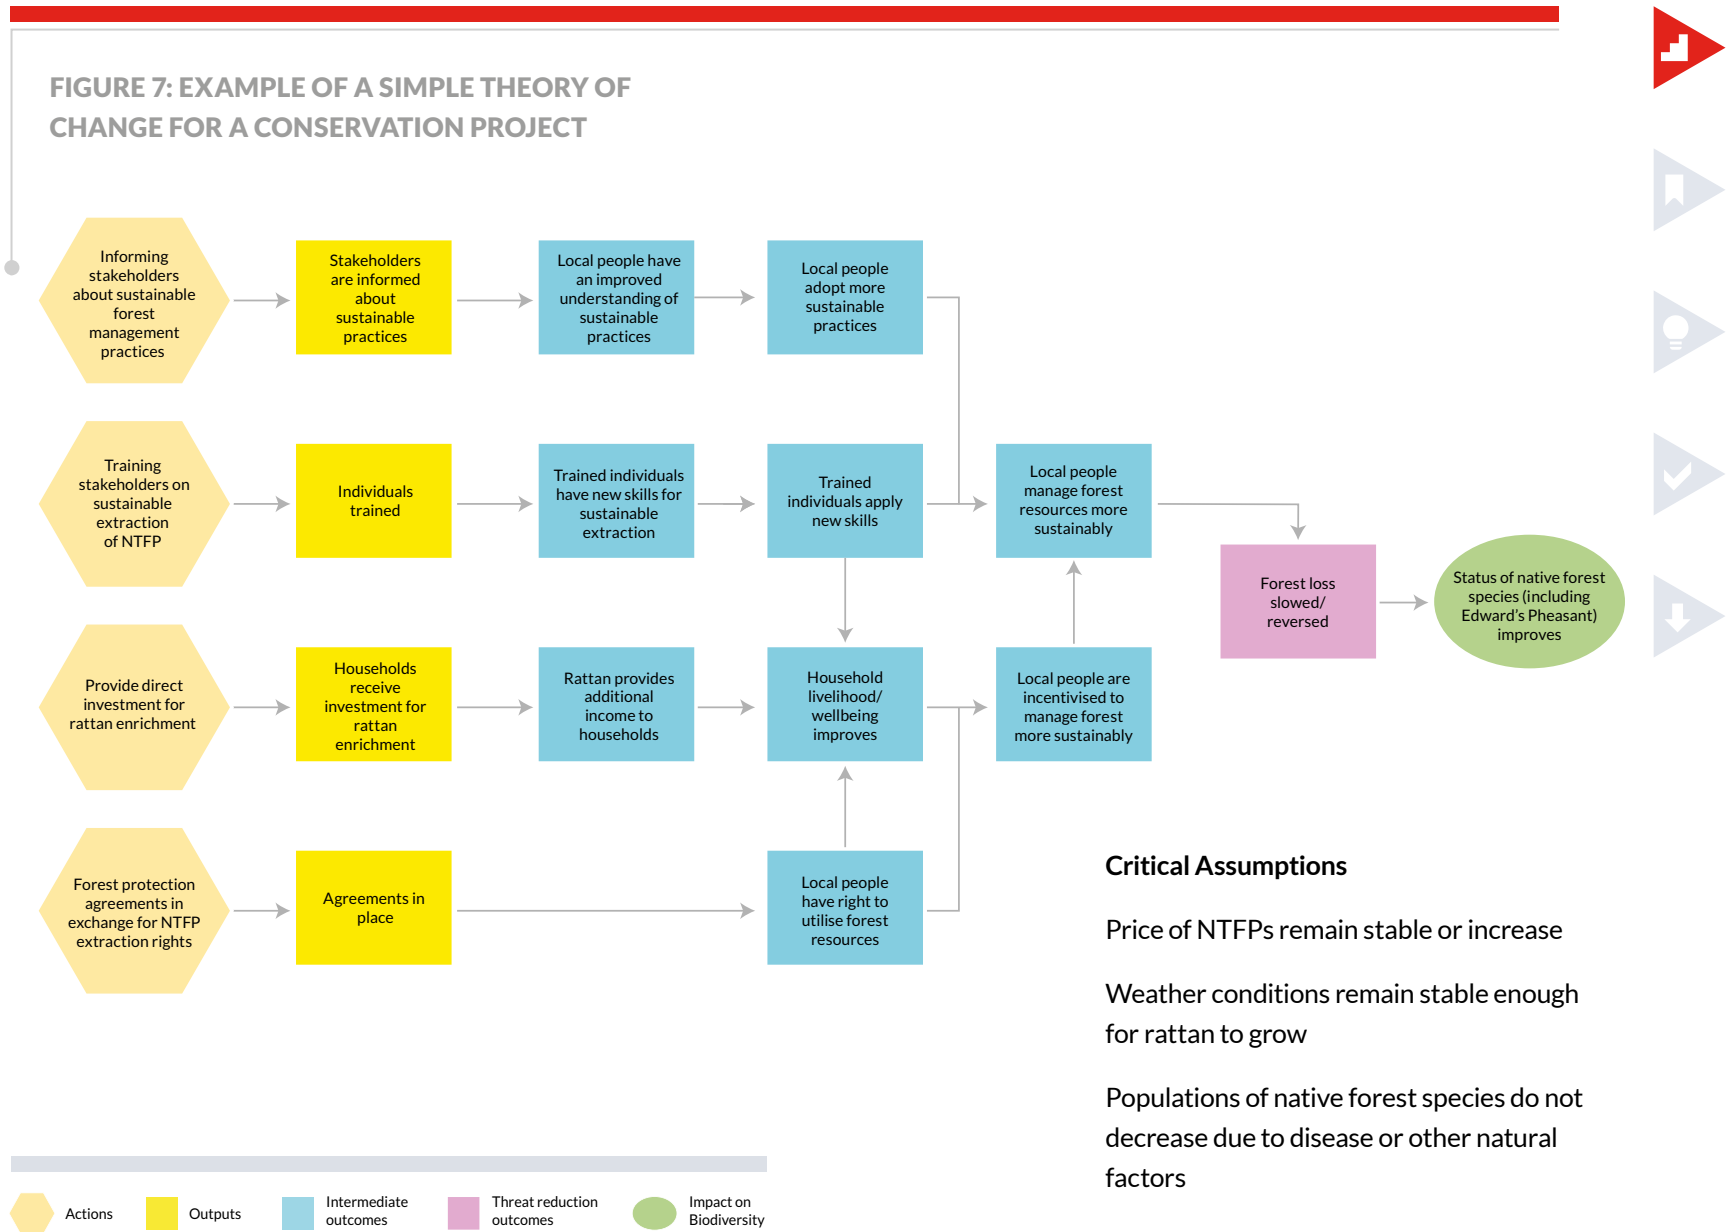 FIGURE 7: EXAMPLE OF A SIMPLE THEORY OF
CHANGE FOR A CONSERVATION PROJECT
Informing
stakeholders
about sustainable
forest
management
practices
Stakeholders
are informed
about
sustainable
practices
Local people have
an improved
understanding of
sustainable
practices
Local people
adopt more
sustainable
practices
Training
stakeholders on
sustainable
extraction
of NTFP
Individuals
trained
Trained individuals
have new skills for
sustainable
extraction
Trained
individuals apply
new skills
Local people
manage forest
resources more
sustainably
Forest loss
slowed/
reversed
Status of native forest
species (including
Edward's Pheasant)
improves
Provide direct
investment for
rattan enrichment
Households
receive
investment for
rattan
enrichment
Rattan provides
additional
income to
households
Household
livelihood/
wellbeing
improves
Local people are
incentivised to
manage forest
more sustainably
Forest protection
agreements in
exchange for NTFP
extraction rights
Agreements in
place
Local people
have right to
utilise forest
resources
Critical Assumptions
Price of NTFPs remain stable or increase
Weather conditions remain stable enough
for rattan to grow
Populations of native forest species do not
decrease due to disease or other natural
factors
Actions
Outputs
Intermediate
outcomes
Threat reduction
outcomes
Impact on
Biodiversity